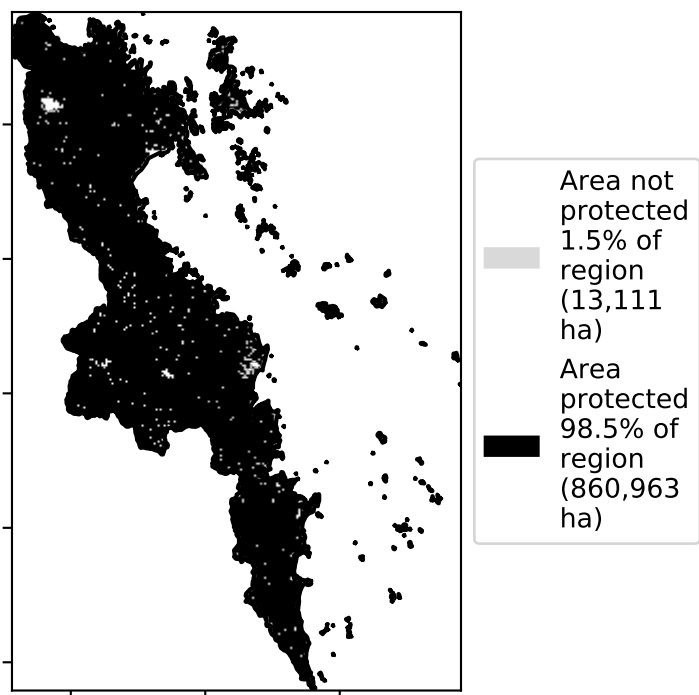 Area not
protected
1.5% of
region
(13,111
ha)
Area
protected
98.5% of
region
(860,963
ha)